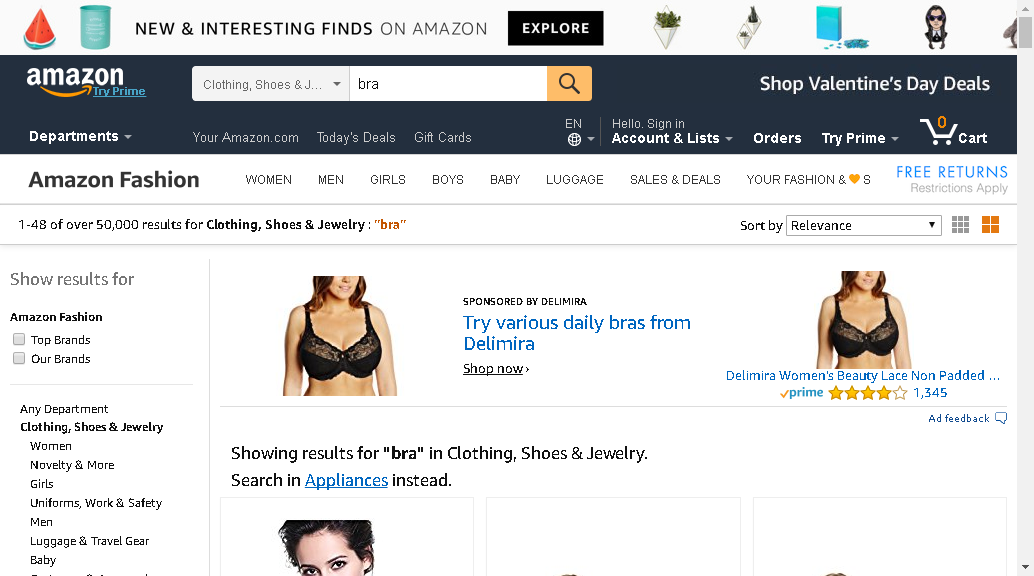 NEW & INTERESTING FINDS ON AMAZON EXPLORE
amazon
Try Prime
Clothing, Shoes & J...
bra
Shop Valentine's Day Deals
Departments
Your Amazon.com
Today's Deals
Gift Cards
EN
Hello. Sign in
Account & Lists
Orders
Try Prime
0
Cart
Amazon Fashion
WOMEN
MEN
GIRLS
BOYS
BABY
LUGGAGE
SALES & DEALS
YOUR FASHION & 🧡 S
FREE RETURNS
Restrictions Apply
1-48 of over 50,000 results for Clothing, Shoes & Jewelry : "bra"
Sort by Relevance
Show results for
Amazon Fashion
Top Brands
Our Brands
Any Department
Clothing, Shoes & Jewelry
Women
Novelty & More
Girls
Uniforms, Work & Safety
Men
Luggage & Travel Gear
Baby
SPONSORED BY DELIMIRA
Try various daily bras from
Delimira
Shop now ›
Delimira Women's Beauty Lace Non Padded ...
prime
1,345
Ad feedback
Showing results for "bra" in Clothing, Shoes & Jewelry.
Search in Appliances instead.